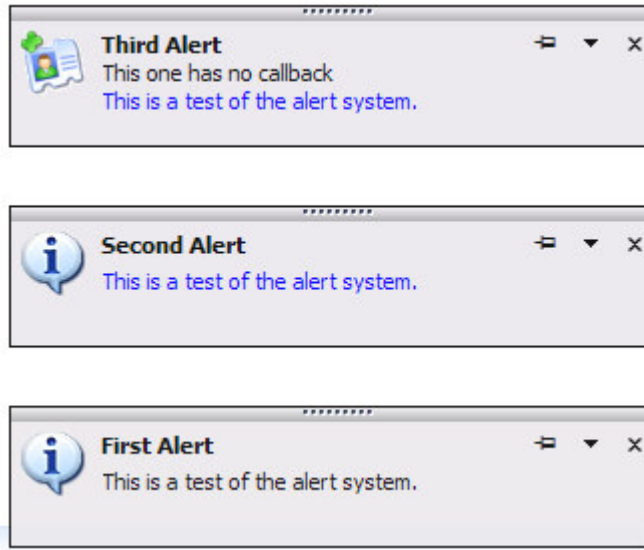 Third Alert
This one has no callback
This is a test of the alert system.
Second Alert
This is a test of the alert system.
First Alert
This is a test of the alert system.